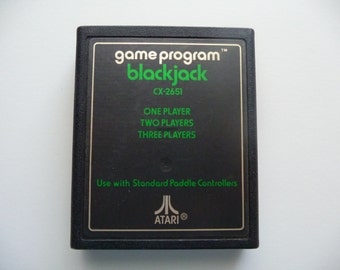 game program™
blackjack
CX-2651
ONE PLAYER
TWO PLAYERS
THREE PLAYERS
Use with Standard Paddle Controllers
ATARI®